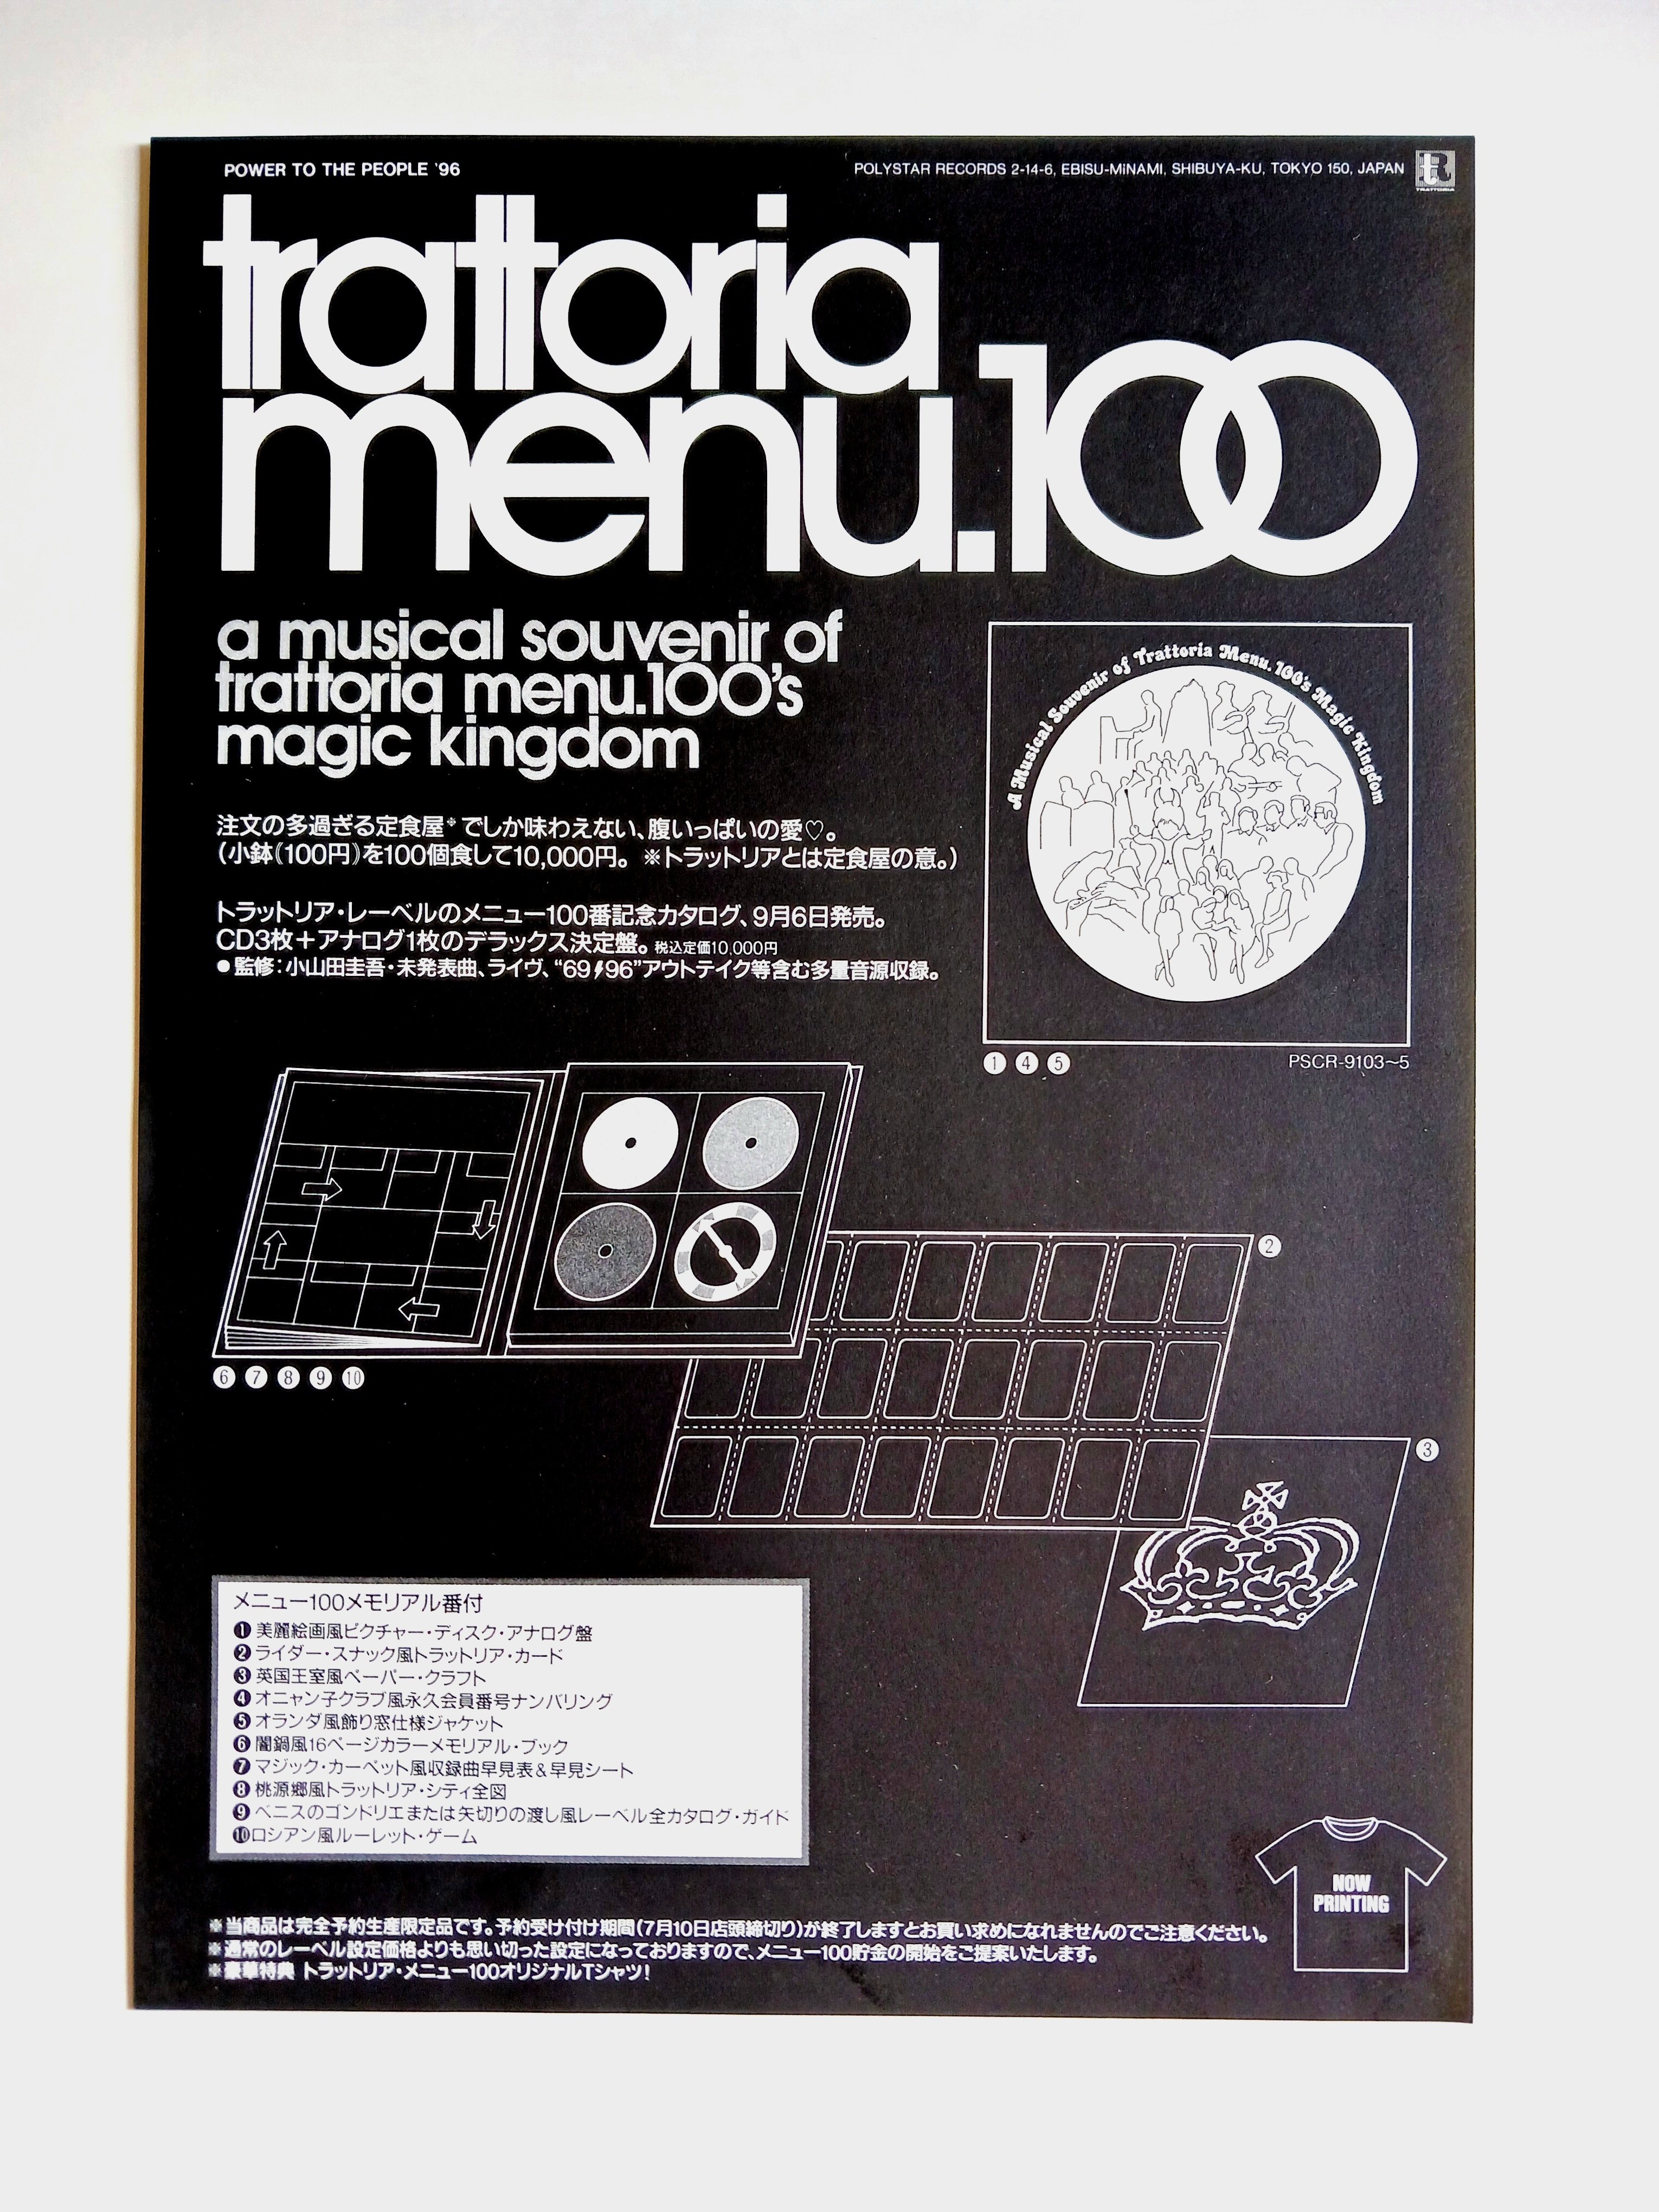 POWER TO THE PEOPLE '96
POLYSTAR RECORDS 2-14-6, EBISU-MINAMI, SHIBUYA-KU, TOKYO 150, JAPAN
tR
TRATTORIA
trattoria
menu.100
a musical souvenir of
trattoria menu.100's
magic kingdom
A Musical Souvenir of Trattoria Menu. 100's Magic Kingdom
注文の多過ぎる定食屋※でしか味わえない、腹いっぱいの愛♡。
(小鉢《100円》を100個食して10,000円。 ※トラットリアとは定食屋の意。)
トラットリア・レーベルのメニュー100番記念カタログ、9月6日発売。
CD3枚＋アナログ1枚のデラックス決定盤。税込定価10,000円
●監修:小山田圭吾・未発表曲、ライヴ、“69/96”アウトテイク等含む多量音源収録。
① ④ ⑤
PSCR-9103〜5
②
⑥ ⑦ ⑧ ⑨ ⑩
③
メニュー100メモリアル番付
❶美麗絵画風ピクチャー・ディスク・アナログ盤
❷ライダー・スナック風トラットリア・カード
❸英国王室風ペーパー・クラフト
❹オニャン子クラブ風永久会員番号ナンバリング
❺オランダ風飾り窓仕様ジャケット
❻闇鍋風16ページカラーメモリアル・ブック
❼マジック・カーペット風収録曲早見表＆早見シート
❽桃源郷風トラットリア・シティ全図
❾ベニスのゴンドリエまたは矢切りの渡し風レーベル全カタログ・ガイド
❿ロシアン風ルーレット・ゲーム
NOW
PRINTING
※当商品は完全予約生産限定品です。予約受け付け期間(7月10日店頭締切り)が終了しますとお買い求めになれませんのでご注意ください。
※通常のレーベル設定価格よりも思い切った設定になっておりますので、メニュー100貯金の開始をご提案いたします。
※豪華特典 トラットリア・メニュー100オリジナルTシャツ!